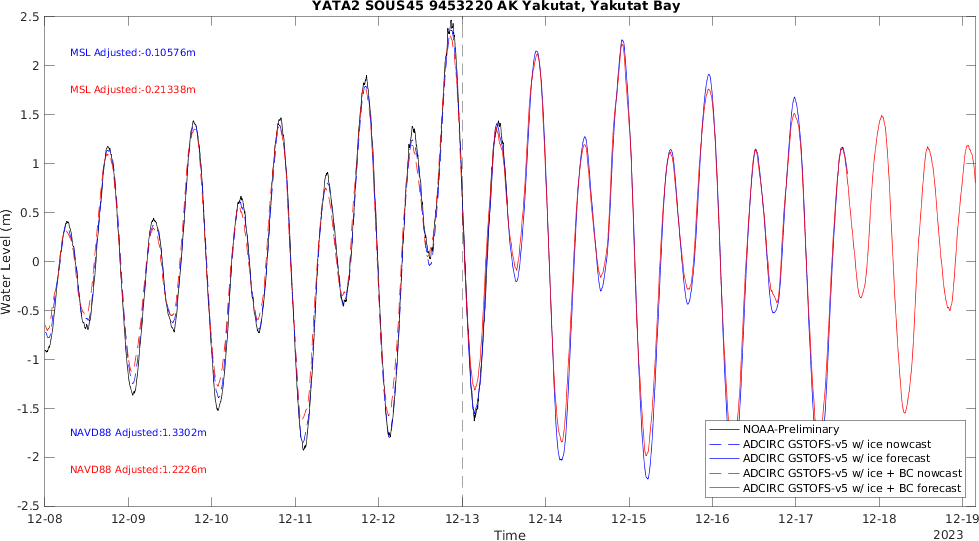 YATA2 SOUS45 9453220 AK Yakutat, Yakutat Bay
2.5
2
1.5
1
0.5
0
-0.5
-1
-1.5
-2
-2.5
Water Level (m)
MSL Adjusted:-0.10576m
MSL Adjusted:-0.21338m
NAVD88 Adjusted:1.3302m
NAVD88 Adjusted:1.2226m
NOAA-Preliminary
ADCIRC GSTOFS-v5 w/ ice nowcast
ADCIRC GSTOFS-v5 w/ ice forecast
ADCIRC GSTOFS-v5 w/ ice + BC nowcast
ADCIRC GSTOFS-v5 w/ ice + BC forecast
12-08 12-09 12-10 12-11 12-12 12-13 12-14 12-15 12-16 12-17 12-18 12-19
Time
2023